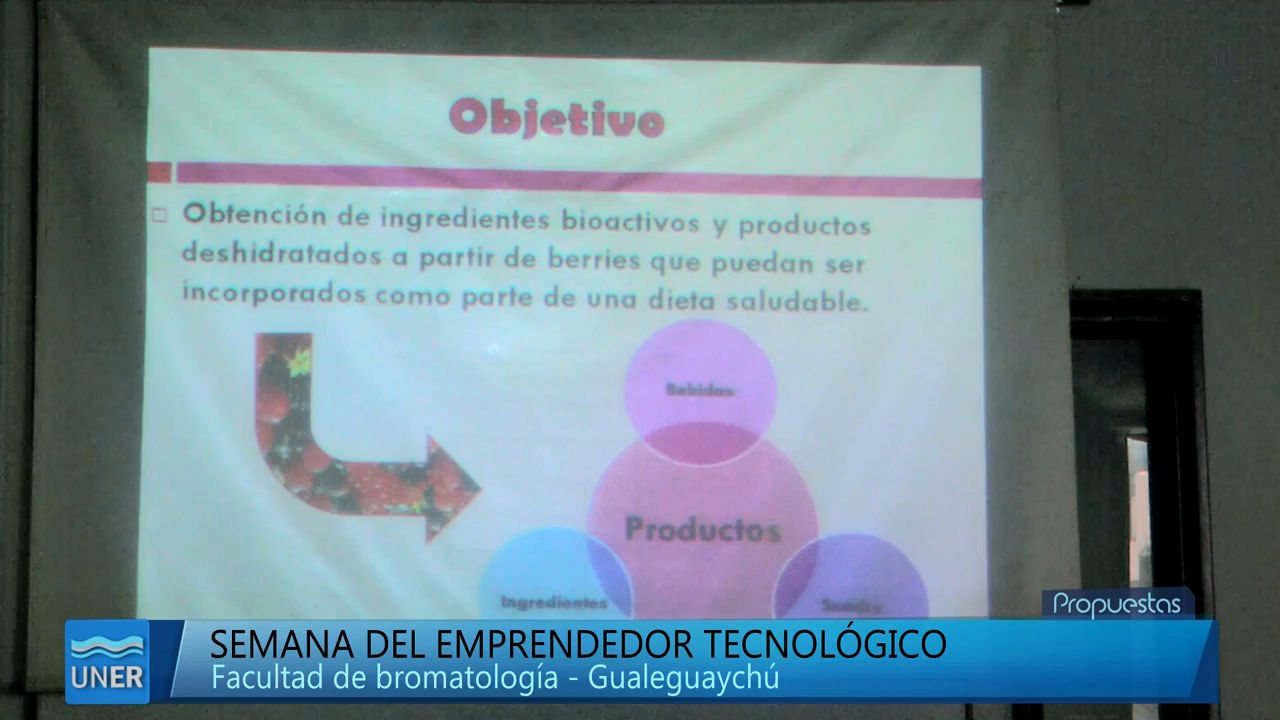 Objetivo
Obtención de ingredientes bioactivos y productos
deshidratados a partir de berries que puedan ser
incorporados como parte de una dieta saludable.
Bebidas
Productos
Ingredientes
Snacks
Propuestas
UNER
SEMANA DEL EMPRENDEDOR TECNOLÓGICO
Facultad de bromatología - Gualeguaychú